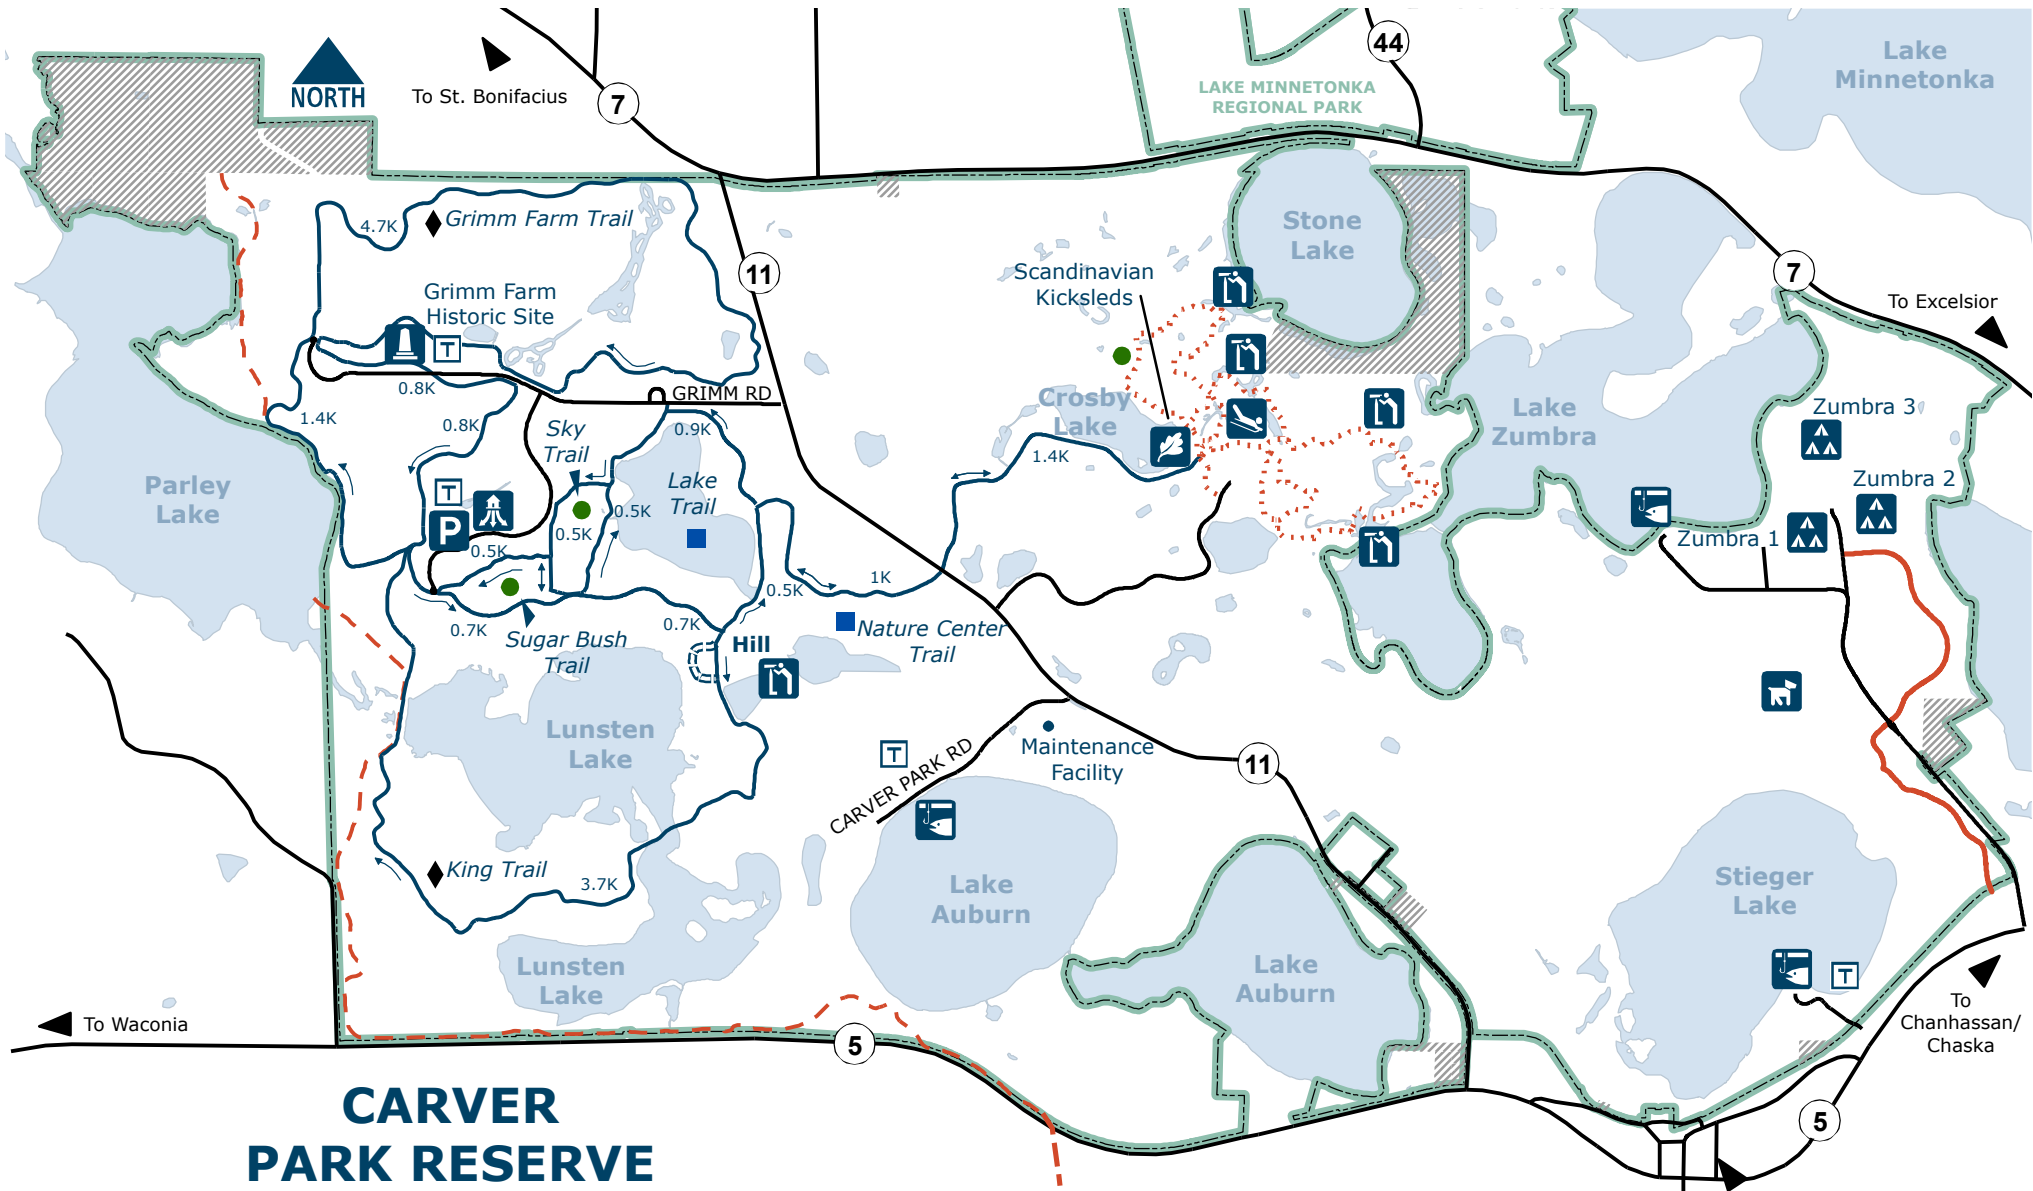 44
Lake
Minnetonka
NORTH
To St. Bonifacius
7
LAKE MINNETONKA
REGIONAL PARK
4.7K
Grimm Farm Trail
Stone
Lake
11
Scandinavian
Kicksleds
7
To Excelsior
Grimm Farm
Historic Site
T
0.8K
GRIMM RD
1.4K
0.8K
Sky
Trail
0.9K
Crosby
Lake
1.4K
Lake
Zumbra
Zumbra 3
Parley
Lake
Lake
Trail
Zumbra 2
T
P
0.5K
0.5K
0.5K
Zumbra 1
1K
0.5K
0.7K
Sugar Bush
Trail
0.7K
Hill
Nature Center
Trail
Lunsten
Lake
T
CARVER PARK RD
Maintenance
Facility
11
King Trail
3.7K
Lake
Auburn
Stieger
Lake
Lunsten
Lake
Lake
Auburn
T
To Waconia
5
To
Chanhassan/
Chaska
CARVER
PARK RESERVE
5